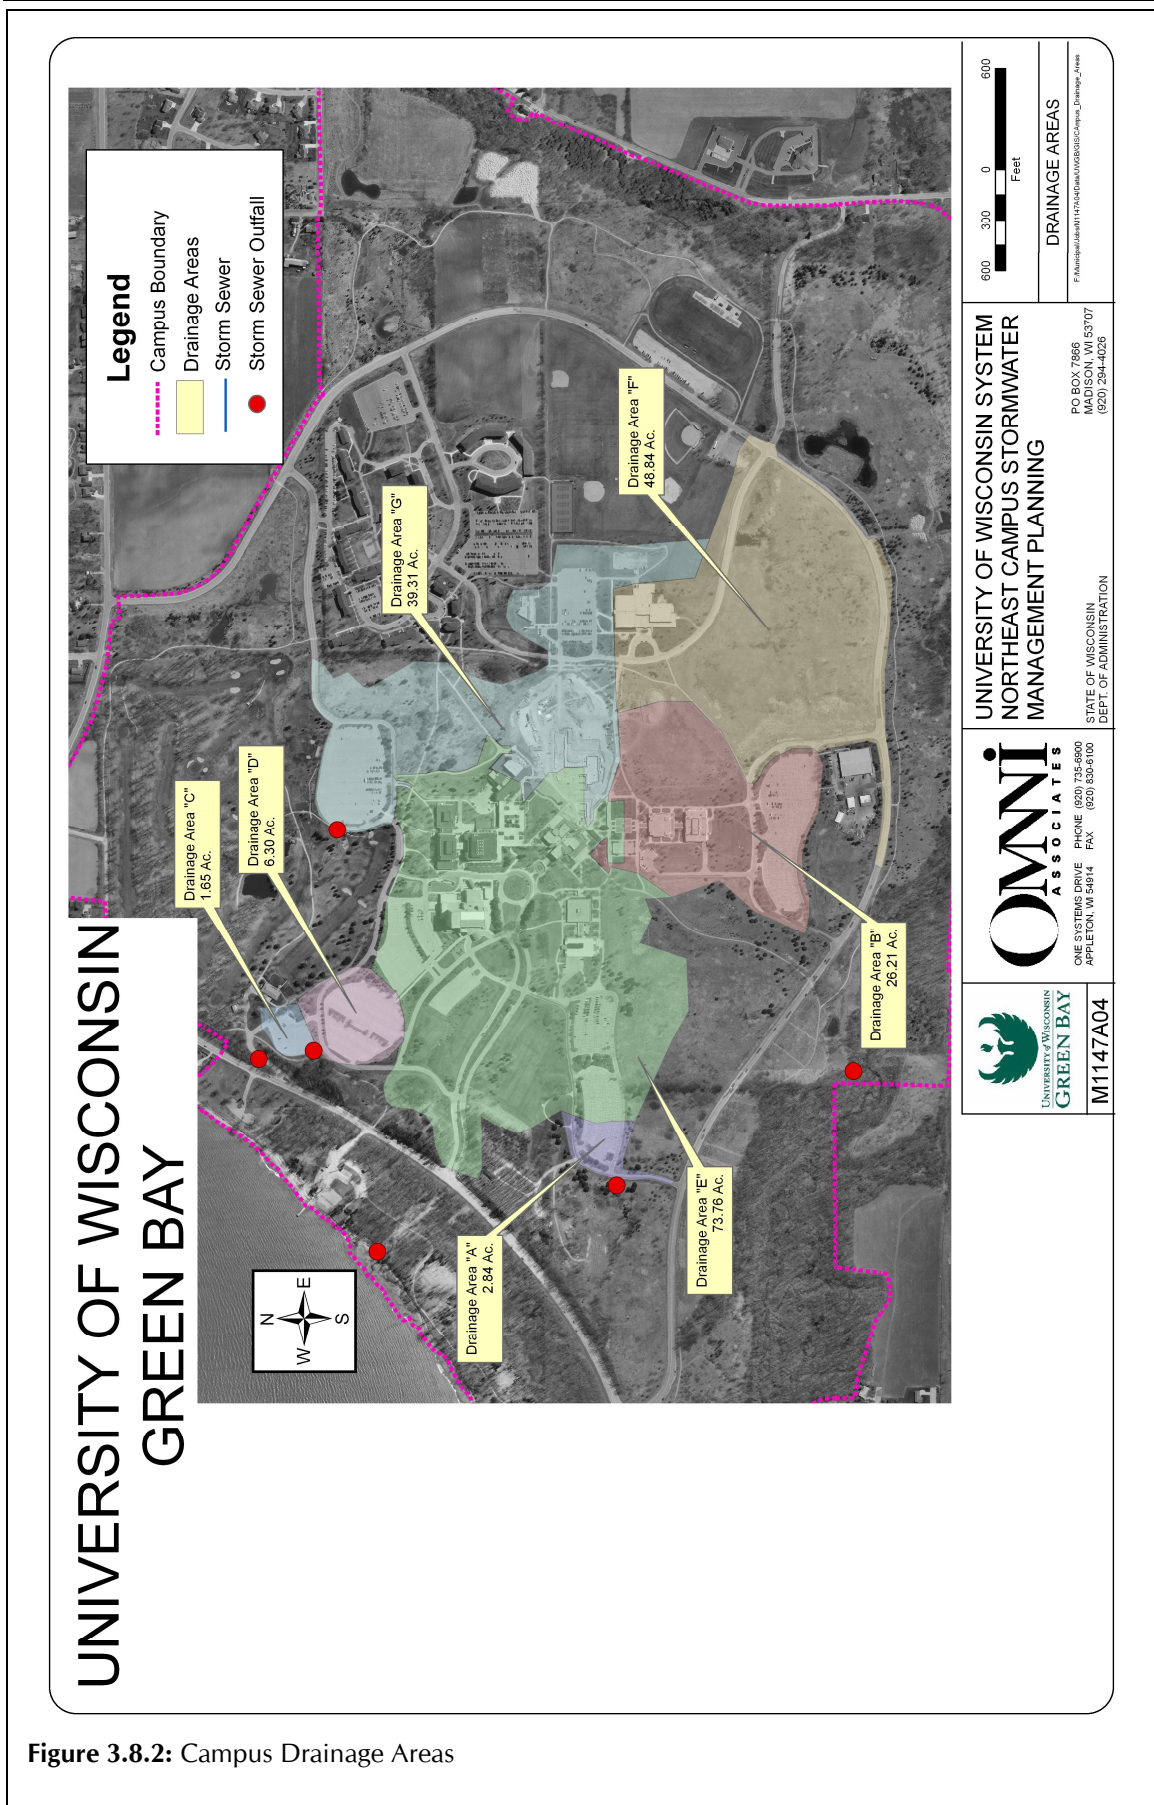 UNIVERSITY OF WISCONSIN
GREEN BAY
Legend
Campus Boundary
Drainage Areas
Storm Sewer
Storm Sewer Outfall
Drainage Area "C"
1.65 Ac.
Drainage Area "D"
6.30 Ac.
Drainage Area "G"
39.31 Ac.
Drainage Area "F"
48.84 Ac.
Drainage Area "A"
2.84 Ac.
Drainage Area "E"
73.76 Ac.
Drainage Area "B"
26.21 Ac.
N
W
E
S
UNIVERSITY of WISCONSIN
GREEN BAY
M1147A04
OMNNI
ASSOCIATES
ONE SYSTEMS DRIVE PHONE (920) 735-6900
APPLETON, WI 54914 FAX (920) 830-6100
UNIVERSITY OF WISCONSIN SYSTEM
NORTHEAST CAMPUS STORMWATER
MANAGEMENT PLANNING
STATE OF WISCONSIN
DEPT. OF ADMINISTRATION
PO BOX 7866
MADISON, WI 53707
(920) 294-4026
600 300 0 600
Feet
DRAINAGE AREAS
Figure 3.8.2: Campus Drainage Areas